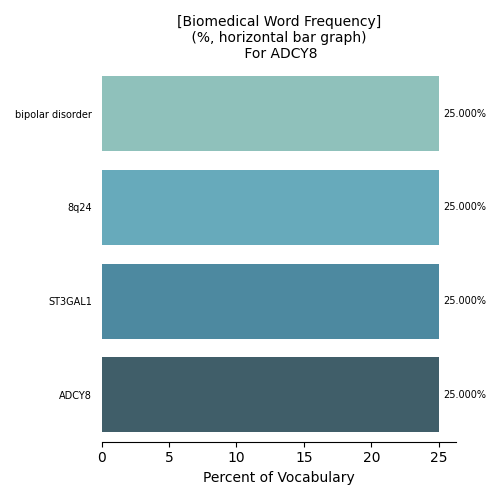 [Biomedical Word Frequency]
(%, horizontal bar graph)
For ADCY8
bipolar disorder 25.000%
8q24 25.000%
ST3GAL1 25.000%
ADCY8 25.000%
0 5 10 15 20 25
Percent of Vocabulary